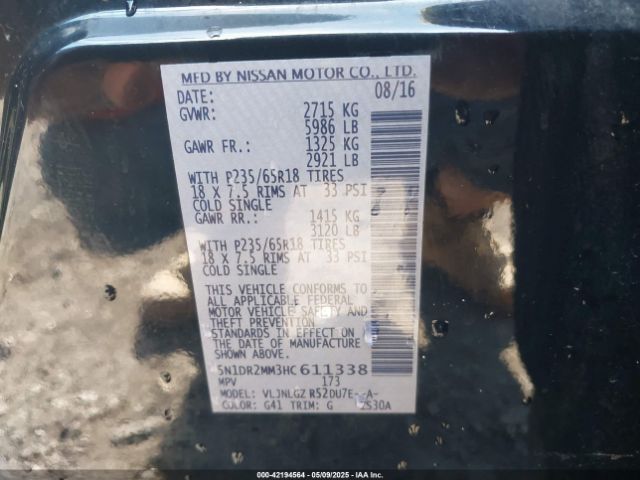 MFD BY NISSAN MOTOR CO., LTD.
DATE: 08/16
GVWR: 2715 KG
5986 LB
GAWR FR.: 1325 KG
2921 LB
WITH P235/65R18 TIRES
18 X 7.5 RIMS AT 33 PSI
COLD SINGLE
GAWR RR.: 1415 KG
3120 LB
WITH P235/65R18 TIRES
18 X 7.5 RIMS AT 33 PSI
COLD SINGLE
THIS VEHICLE CONFORMS TO
ALL APPLICABLE FEDERAL
MOTOR VEHICLE SAFETY AND
THEFT PREVENTION
STANDARDS IN EFFECT ON
THE DATE OF MANUFACTURE
SHOWN ABOVE.
5N1DR2MM3HC611338
MPV 173
MODEL: VLJNLGZ R52DU7E--A-
COLOR: G41 TRIM: G
000-42194564 - 05/09/2025 - IAAI.COM